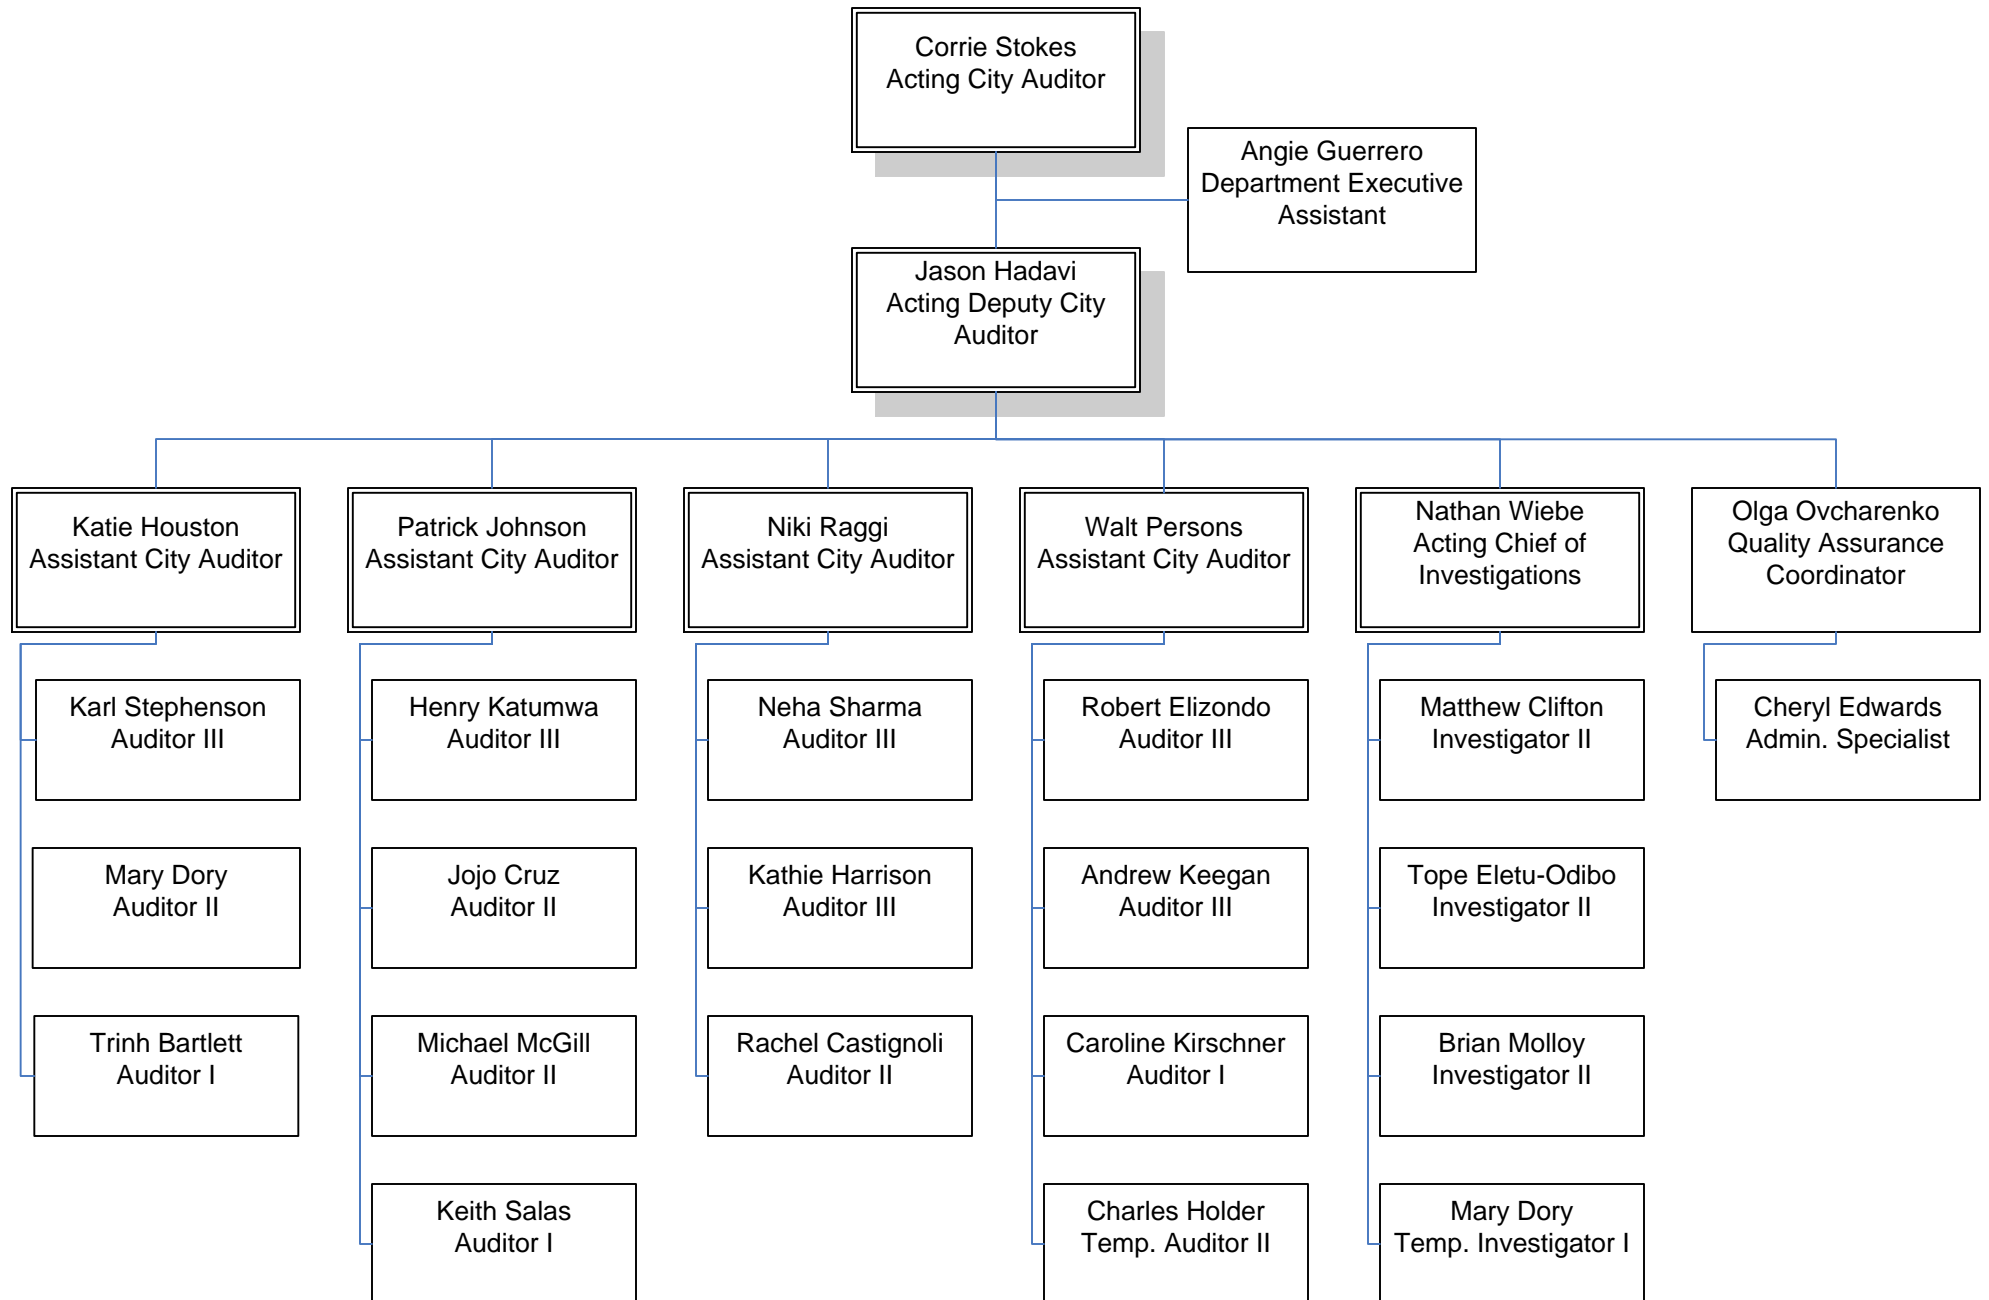 Corrie Stokes
Acting City Auditor
Angie Guerrero
Department Executive
Assistant
Jason Hadavi
Acting Deputy City
Auditor
Katie Houston
Assistant City Auditor
Patrick Johnson
Assistant City Auditor
Niki Raggi
Assistant City Auditor
Walt Persons
Assistant City Auditor
Nathan Wiebe
Acting Chief of
Investigations
Olga Ovcharenko
Quality Assurance
Coordinator
Karl Stephenson
Auditor III
Henry Katumwa
Auditor III
Neha Sharma
Auditor III
Robert Elizondo
Auditor III
Matthew Clifton
Investigator II
Cheryl Edwards
Admin. Specialist
Mary Dory
Auditor II
Jojo Cruz
Auditor II
Kathie Harrison
Auditor III
Andrew Keegan
Auditor III
Tope Eletu-Odibo
Investigator II
Trinh Bartlett
Auditor I
Michael McGill
Auditor II
Rachel Castignoli
Auditor II
Caroline Kirschner
Auditor I
Brian Molloy
Investigator II
Keith Salas
Auditor I
Charles Holder
Temp. Auditor II
Mary Dory
Temp. Investigator I